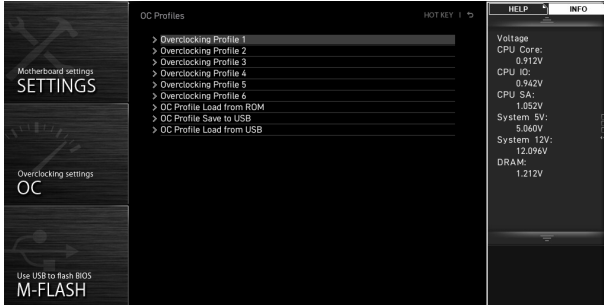 OC Profiles
HOT KEY |
HELP
INFO
> Overclocking Profile 1
> Overclocking Profile 2
> Overclocking Profile 3
> Overclocking Profile 4
> Overclocking Profile 5
> Overclocking Profile 6
> OC Profile Load from ROM
> OC Profile Save to USB
> OC Profile Load from USB
Motherboard settings
SETTINGS
Overclocking settings
OC
Use USB to flash BIOS
M-FLASH
Voltage
CPU Core:
0.912V
CPU IO:
0.942V
CPU SA:
1.052V
System 5V:
5.060V
System 12V:
12.096V
DRAM:
1.212V